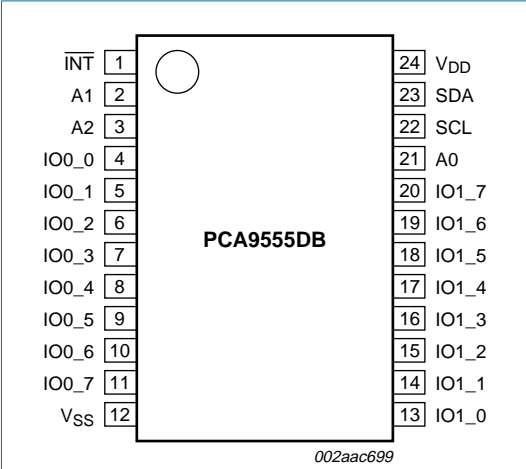 INT 1 24 VDD
A1 2 23 SDA
A2 3 22 SCL
IO0_0 4 21 A0
IO0_1 5 20 IO1_7
IO0_2 6 19 IO1_6
PCA9555DB
IO0_3 7 18 IO1_5
IO0_4 8 17 IO1_4
IO0_5 9 16 IO1_3
IO0_6 10 15 IO1_2
IO0_7 11 14 IO1_1
VSS 12 13 IO1_0
002aac699